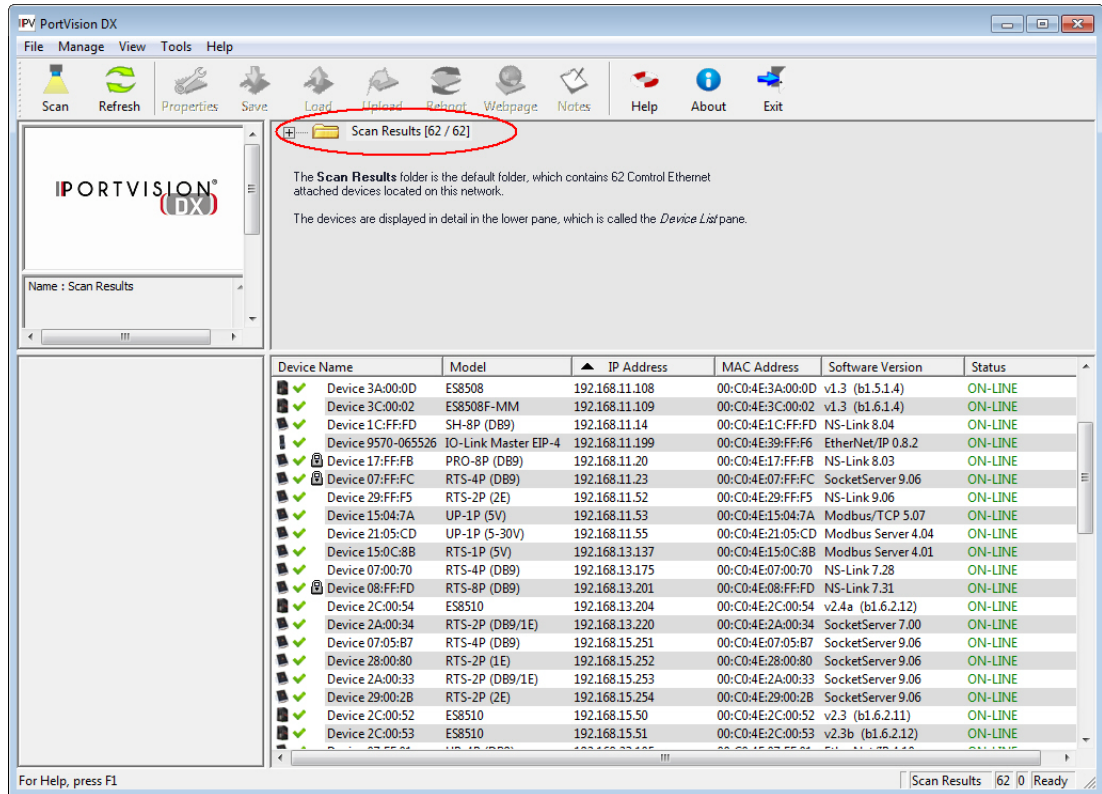 IPV PortVision DX
File Manage View Tools Help
Scan Refresh Properties Save Load Upload Reboot Webpage Notes Help About Exit
PORTVISION®
(DX)
Name : Scan Results
Scan Results [62 / 62]
The Scan Results folder is the default folder, which contains 62 Comtrol Ethernet
attached devices located on this network.
The devices are displayed in detail in the lower pane, which is called the Device List pane.
Device Name Model IP Address MAC Address Software Version Status
Device 3A:00:0D ES8508 192.168.11.108 00:C0:4E:3A:00:0D v1.3 (b1.5.1.4) ON-LINE
Device 3C:00:02 ES8508F-MM 192.168.11.109 00:C0:4E:3C:00:02 v1.3 (b1.6.1.4) ON-LINE
Device 1C:FF:FD SH-8P (DB9) 192.168.11.14 00:C0:4E:1C:FF:FD NS-Link 8.04 ON-LINE
Device 9570-065526 IO-Link Master EIP-4 192.168.11.199 00:C0:4E:39:FF:F6 EtherNet/IP 0.8.2 ON-LINE
Device 17:FF:FB PRO-8P (DB9) 192.168.11.20 00:C0:4E:17:FF:FB NS-Link 8.03 ON-LINE
Device 07:FF:FC RTS-4P (DB9) 192.168.11.23 00:C0:4E:07:FF:FC SocketServer 9.06 ON-LINE
Device 29:FF:F5 RTS-2P (2E) 192.168.11.52 00:C0:4E:29:FF:F5 NS-Link 9.06 ON-LINE
Device 15:04:7A UP-1P (5V) 192.168.11.53 00:C0:4E:15:04:7A Modbus/TCP 5.07 ON-LINE
Device 21:05:CD UP-1P (5-30V) 192.168.11.55 00:C0:4E:21:05:CD Modbus Server 4.04 ON-LINE
Device 15:0C:8B RTS-1P (5V) 192.168.13.137 00:C0:4E:15:0C:8B Modbus Server 4.01 ON-LINE
Device 07:00:70 RTS-4P (DB9) 192.168.13.175 00:C0:4E:07:00:70 NS-Link 7.28 ON-LINE
Device 08:FF:FD RTS-8P (DB9) 192.168.13.201 00:C0:4E:08:FF:FD NS-Link 7.31 ON-LINE
Device 2C:00:54 ES8510 192.168.13.204 00:C0:4E:2C:00:54 v2.4a (b1.6.2.12) ON-LINE
Device 2A:00:34 RTS-2P (DB9/1E) 192.168.13.220 00:C0:4E:2A:00:34 SocketServer 7.00 ON-LINE
Device 07:05:B7 RTS-4P (DB9) 192.168.15.251 00:C0:4E:07:05:B7 SocketServer 9.06 ON-LINE
Device 28:00:80 RTS-2P (1E) 192.168.15.252 00:C0:4E:28:00:80 SocketServer 9.06 ON-LINE
Device 2A:00:33 RTS-2P (DB9/1E) 192.168.15.253 00:C0:4E:2A:00:33 SocketServer 9.06 ON-LINE
Device 29:00:2B RTS-2P (2E) 192.168.15.254 00:C0:4E:29:00:2B SocketServer 9.06 ON-LINE
Device 2C:00:52 ES8510 192.168.15.50 00:C0:4E:2C:00:52 v2.3 (b1.6.2.11) ON-LINE
Device 2C:00:53 ES8510 192.168.15.51 00:C0:4E:2C:00:53 v2.3b (b1.6.2.12) ON-LINE
For Help, press F1
Scan Results 62 0 Ready